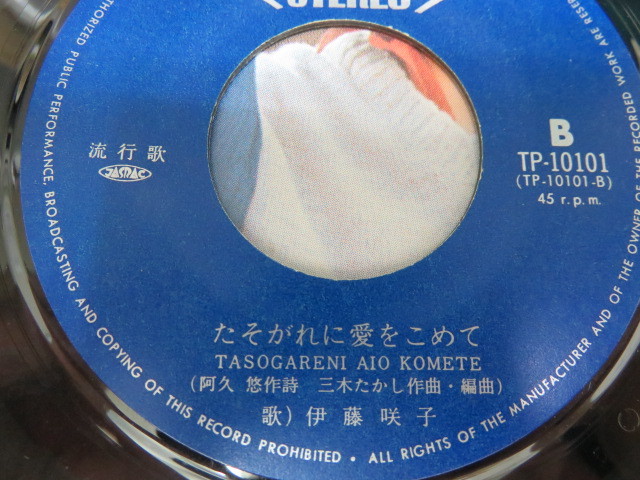 STEREO
流行歌
JASRAC
B
TP-10101
(TP-10101-B)
45 r.p.m.
たそがれに愛をこめて
TASOGARENI AIO KOMETE
(阿久 悠作詩 三木たかし作曲・編曲)
歌) 伊藤咲子
AUTHORIZED PUBLIC PERFORMANCE, BROADCASTING AND COPYING OF THIS RECORD PROHIBITED • ALL RIGHTS OF THE MANUFACTURER AND OF THE OWNER OF THE RECORDED WORK ARE